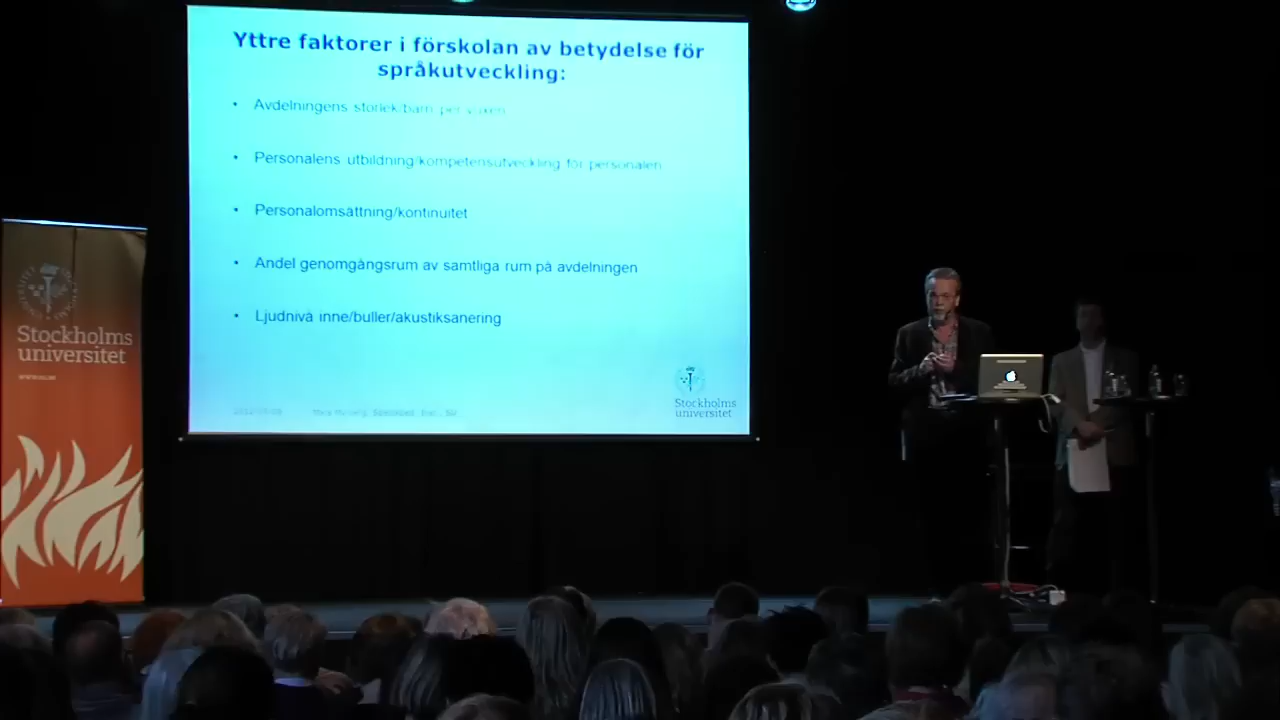 Yttre faktorer i förskolan av betydelse för
språkutveckling:
• Avdelningens storlek barn per vuxen
• Personalens utbildning/kompetensutveckling för personalen
• Personalomsättning/kontinuitet
• Andel genomgångsrum av samtliga rum på avdelningen
• Ljudnivå inne/buller/akustiksanering
Stockholms
universitet
Stockholms
universitet